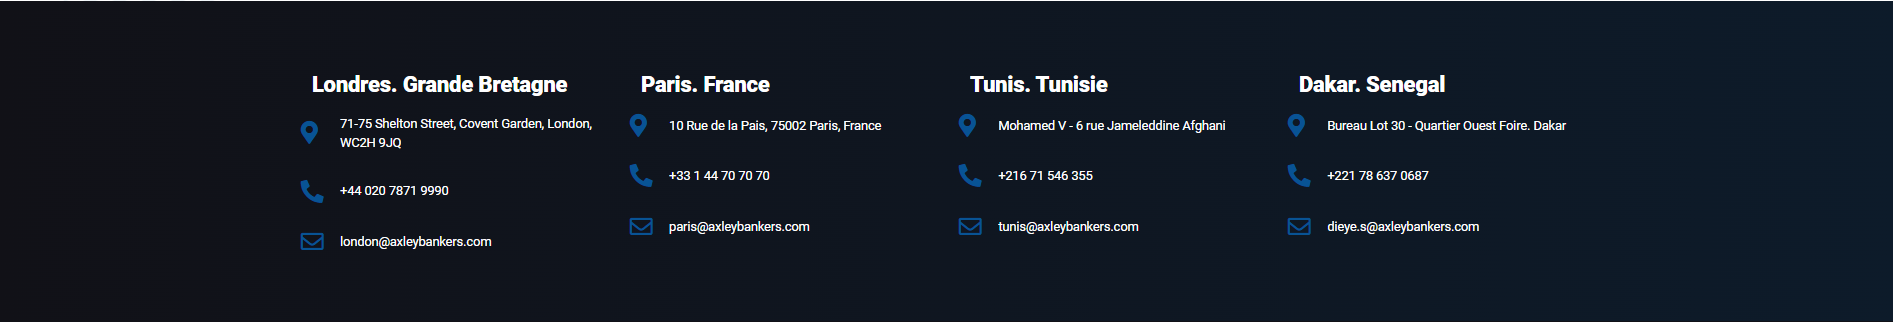 Londres. Grande Bretagne
71-75 Shelton Street, Covent Garden, London,
WC2H 9JQ
+44 020 7871 9990
london@axleybankers.com
Paris. France
10 Rue de la Pais, 75002 Paris, France
+33 1 44 70 70 70
paris@axleybankers.com
Tunis. Tunisie
Mohamed V - 6 rue Jameleddine Afghani
+216 71 546 355
tunis@axleybankers.com
Dakar. Senegal
Bureau Lot 30 - Quartier Ouest Foire. Dakar
+221 78 637 0687
dieye.s@axleybankers.com